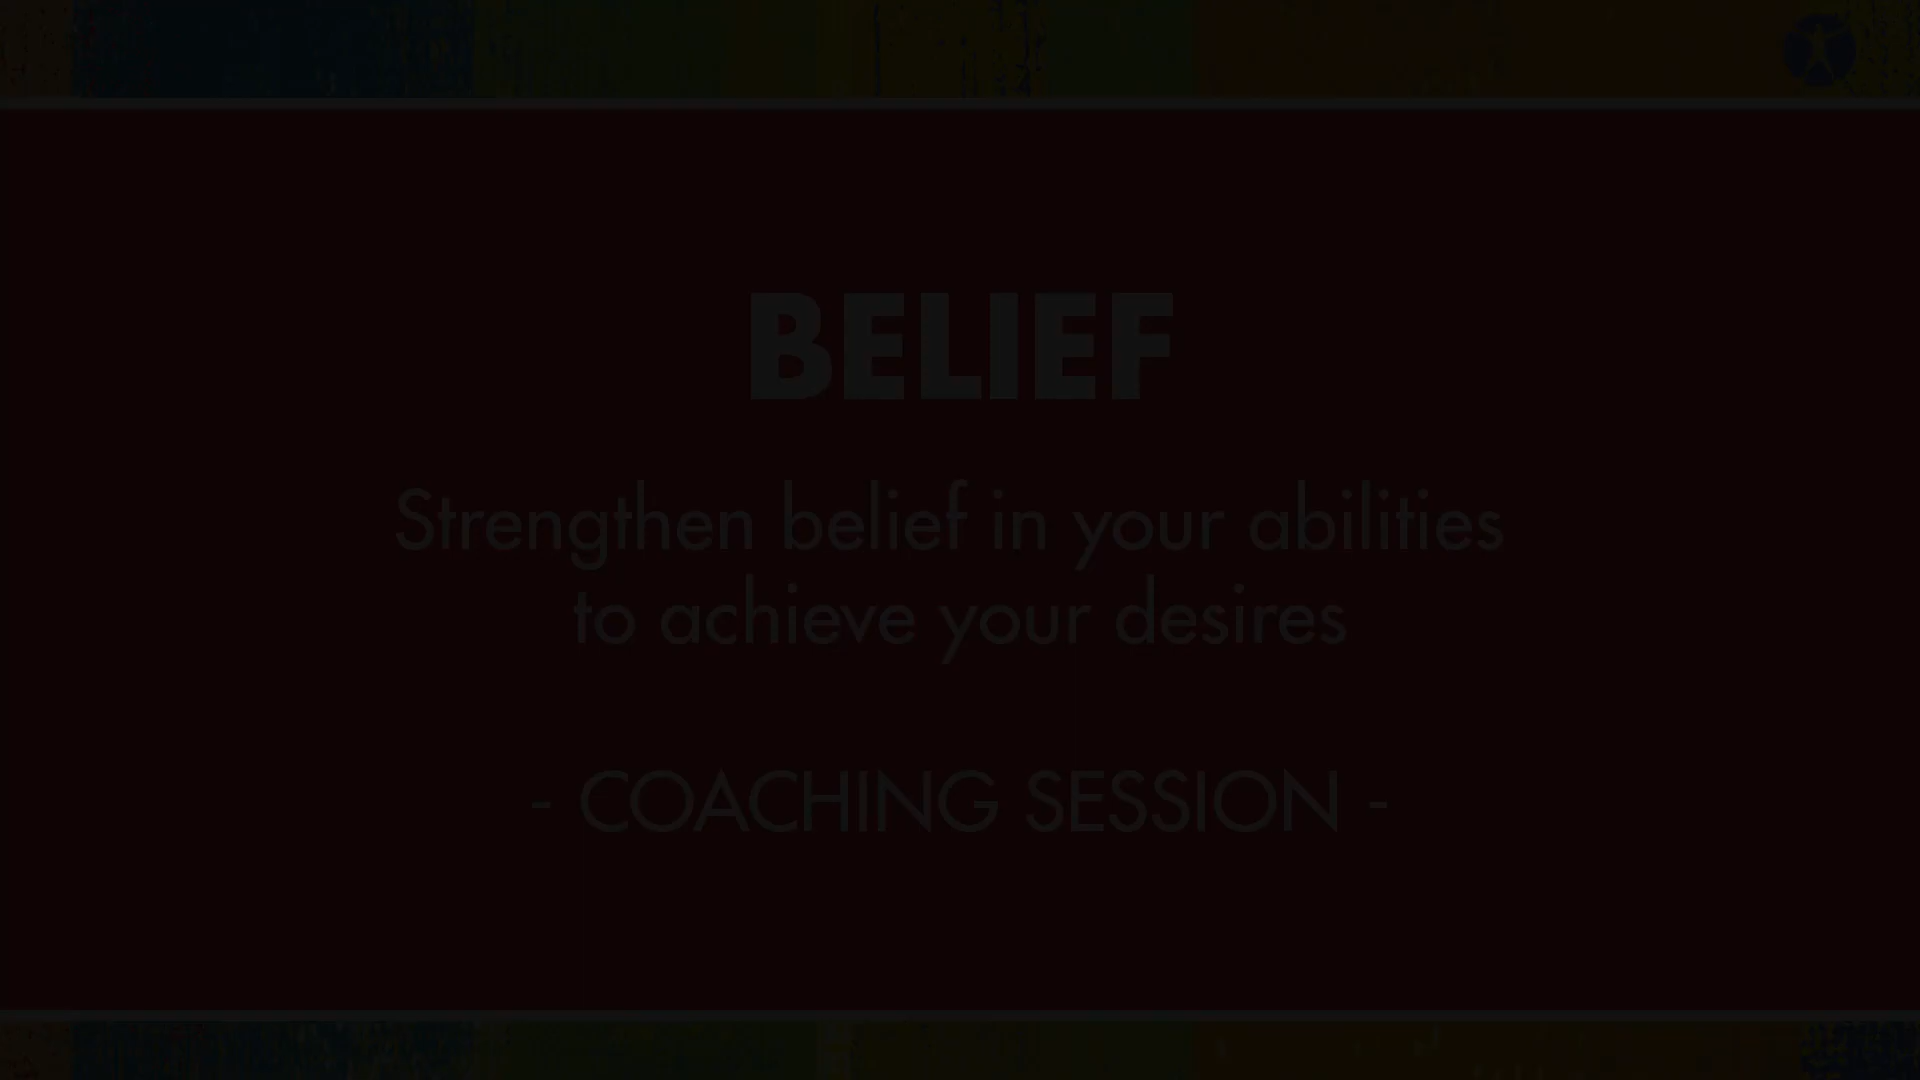 BELIEF
Strengthen belief in your abilities
to achieve your desires
- COACHING SESSION -